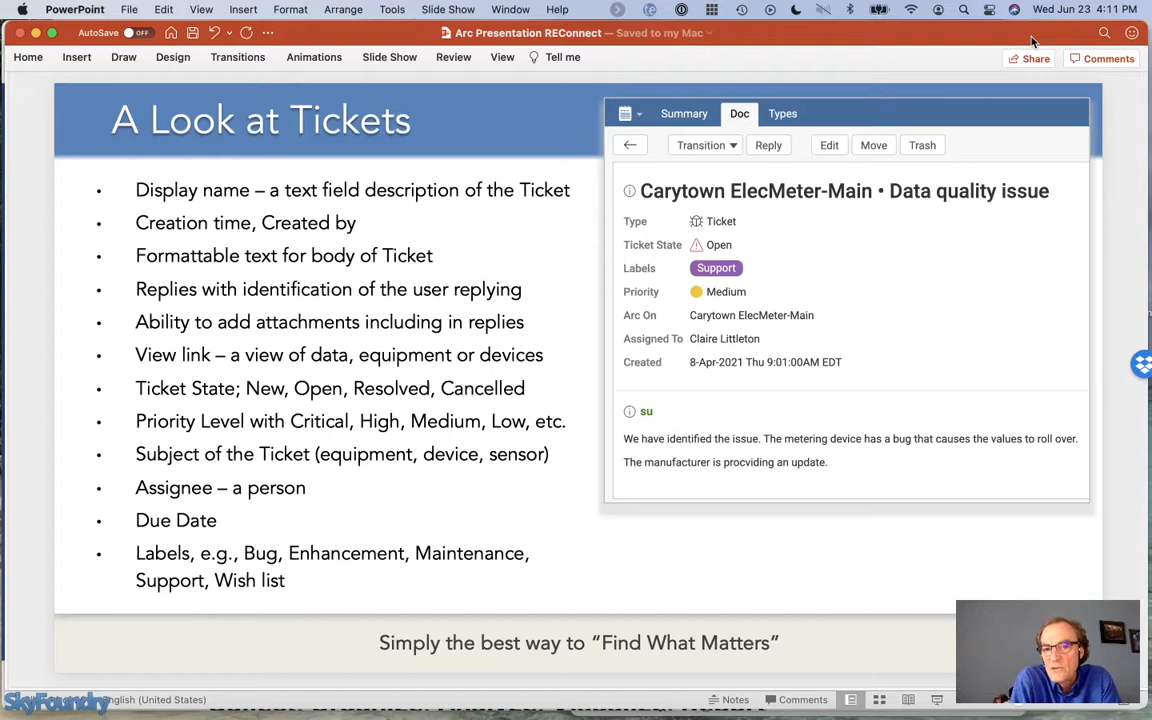 PowerPoint File Edit View Insert Format Arrange Tools Slide Show Window Help Wed Jun 23 4:11 PM
AutoSave OFF Arc Presentation REConnect — Saved to my Mac
Home Insert Draw Design Transitions Animations Slide Show Review View Tell me Share Comments
A Look at Tickets
• Display name – a text field description of the Ticket
• Creation time, Created by
• Formattable text for body of Ticket
• Replies with identification of the user replying
• Ability to add attachments including in replies
• View link – a view of data, equipment or devices
• Ticket State; New, Open, Resolved, Cancelled
• Priority Level with Critical, High, Medium, Low, etc.
• Subject of the Ticket (equipment, device, sensor)
• Assignee – a person
• Due Date
• Labels, e.g., Bug, Enhancement, Maintenance,
Support, Wish list
Summary Doc Types
Transition Reply Edit Move Trash
Carytown ElecMeter-Main • Data quality issue
Type Ticket
Ticket State Open
Labels Support
Priority Medium
Arc On Carytown ElecMeter-Main
Assigned To Claire Littleton
Created 8-Apr-2021 Thu 9:01:00AM EDT
su
We have identified the issue. The metering device has a bug that causes the values to roll over.
The manufacturer is procviding an update.
Simply the best way to “Find What Matters”
SkyFoundry English (United States) Notes Comments